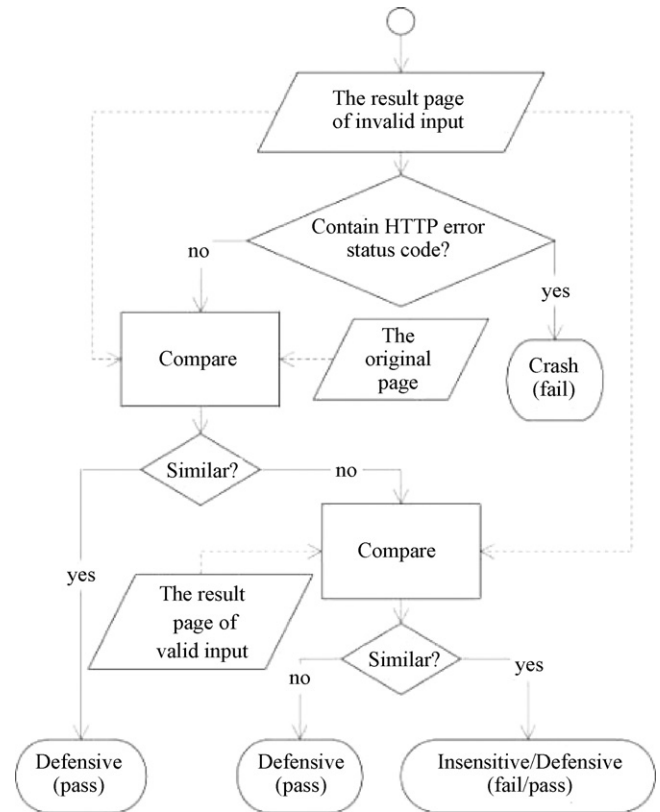 The result page
of invalid input
Contain HTTP error
status code?
no
yes
Compare
The
original
page
Crash
(fail)
Similar?
no
yes
Compare
The result
page of
valid input
Similar?
no
yes
Defensive
(pass)
Defensive
(pass)
Insensitive/Defensive
(fail/pass)